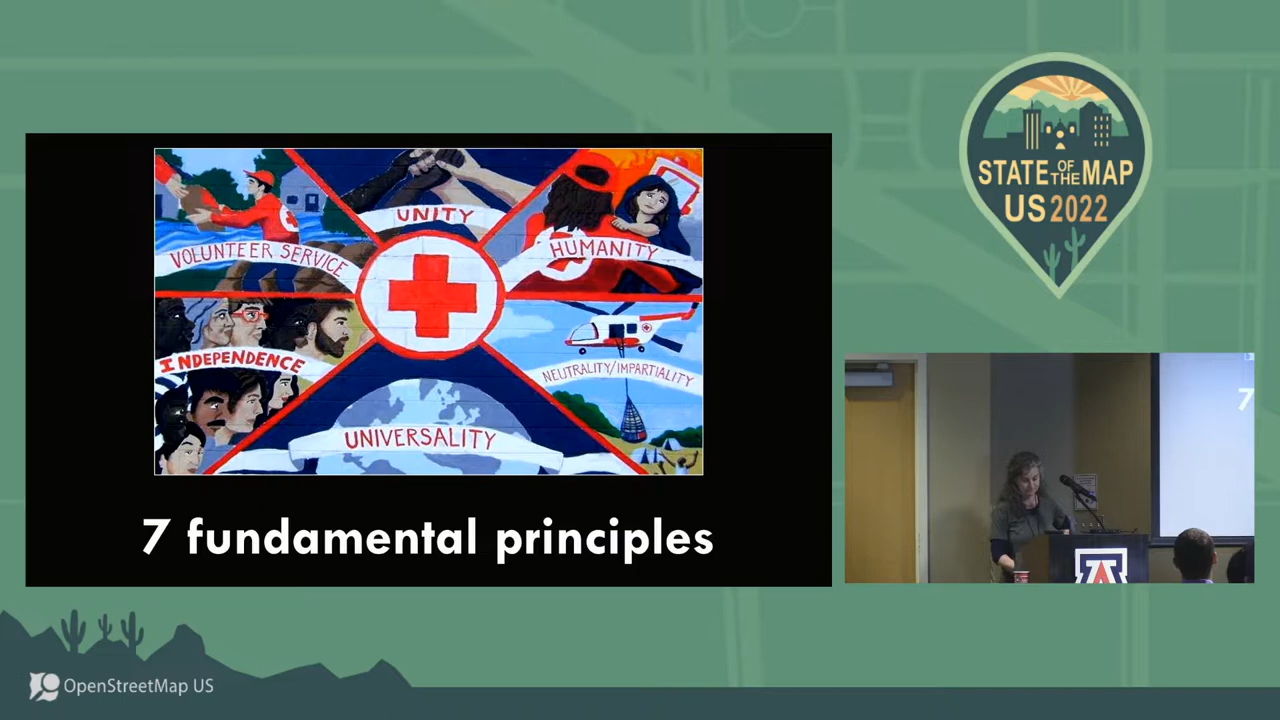 VOLUNTEER SERVICE
UNITY
HUMANITY
INDEPENDENCE
NEUTRALITY/IMPARTIALITY
UNIVERSALITY
7 fundamental principles
STATE OF THE MAP
US 2022
7
A
OpenStreetMap US